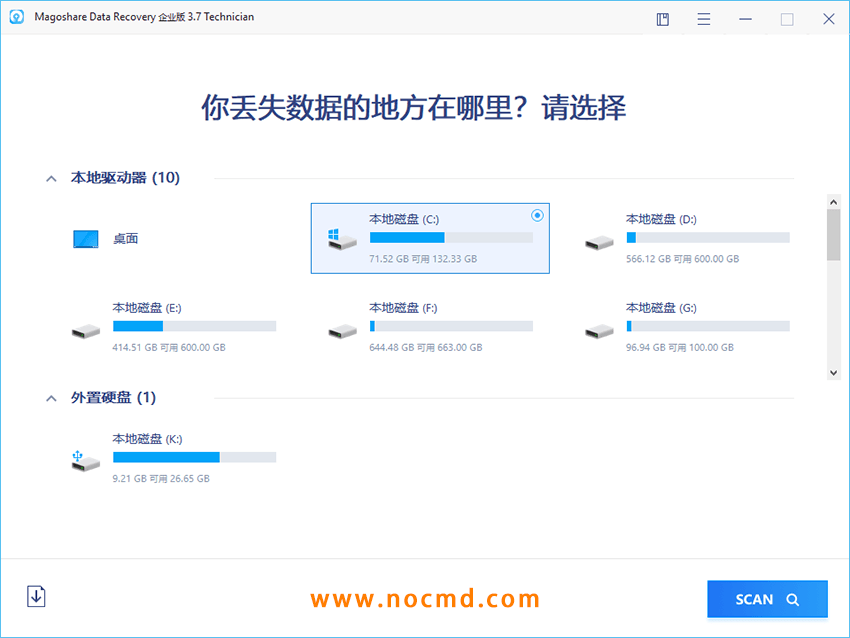 Magoshare Data Recovery 企业版 3.7 Technician
你丢失数据的地方在哪里？请选择
本地驱动器 (10)
桌面
本地磁盘 (C:)
71.52 GB 可用 132.33 GB
本地磁盘 (D:)
566.12 GB 可用 600.00 GB
本地磁盘 (E:)
414.51 GB 可用 600.00 GB
本地磁盘 (F:)
644.48 GB 可用 663.00 GB
本地磁盘 (G:)
96.94 GB 可用 100.00 GB
外置硬盘 (1)
本地磁盘 (K:)
9.21 GB 可用 26.65 GB
www.nocmd.com
SCAN